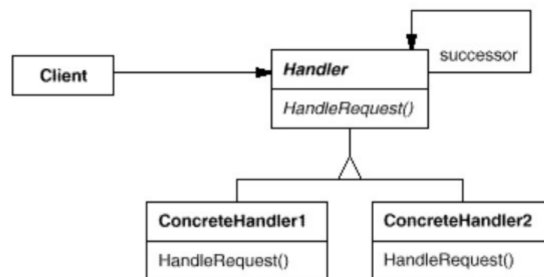 Client
Handler
successor
HandleRequest()
ConcreteHandler1
ConcreteHandler2
HandleRequest()
HandleRequest()